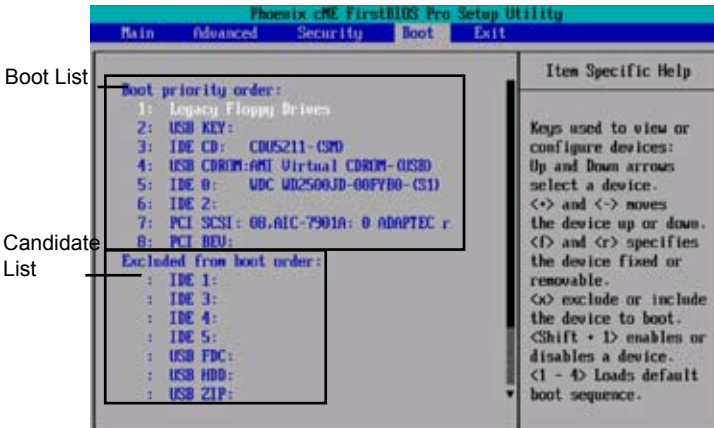 Phoenix cME FirstBIOS Pro Setup Utility
Main Advanced Security Boot Exit
Boot List
Boot priority order:
1: Legacy Floppy Drives
2: USB KEY:
3: IDE CD: CDU5211-(SM)
4: USB CDROM:AMI Virtual CDROM-(USB)
5: IDE 0: WDC WD2500JD-00FYB0-(S1)
6: IDE 2:
7: PCI SCSI: 08,AIC-7901A: 0 ADAPTEC r
8: PCI BEV:
Candidate
List
Excluded from boot order:
: IDE 1:
: IDE 3:
: IDE 4:
: IDE 5:
: USB FDC:
: USB HDD:
: USB ZIP:
Item Specific Help
Keys used to view or
configure devices:
Up and Down arrows
select a device.
<+> and <-> moves
the device up or down.
<f> and <r> specifies
the device fixed or
removable.
<x> exclude or include
the device to boot.
<Shift + 1> enables or
disables a device.
<1 - 4> Loads default
boot sequence.